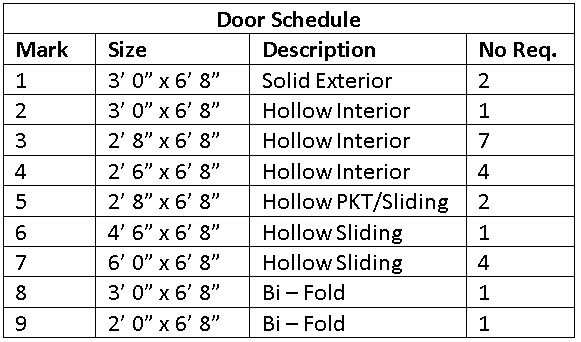 Door Schedule
Mark Size Description No Req.
1 3’ 0” x 6’ 8” Solid Exterior 2
2 3’ 0” x 6’ 8” Hollow Interior 1
3 2’ 8” x 6’ 8” Hollow Interior 7
4 2’ 6” x 6’ 8” Hollow Interior 4
5 2’ 8” x 6’ 8” Hollow PKT/Sliding 2
6 4’ 6” x 6’ 8” Hollow Sliding 1
7 6’ 0” x 6’ 8” Hollow Sliding 4
8 3’ 0” x 6’ 8” Bi – Fold 1
9 2’ 0” x 6’ 8” Bi – Fold 1